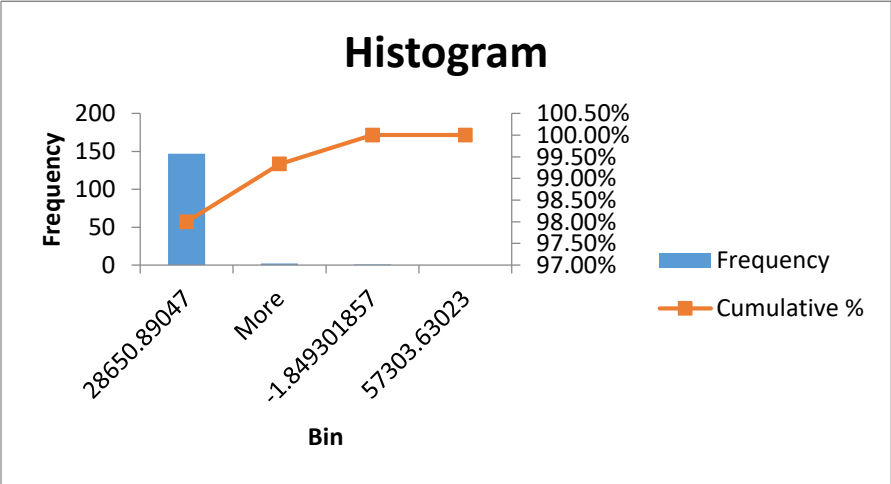 Histogram
Frequency
200
150
100
50
0
100.50%
100.00%
99.50%
99.00%
98.50%
98.00%
97.50%
97.00%
28650.89047
More
-1.849301857
57303.63023
Bin
Frequency
Cumulative %